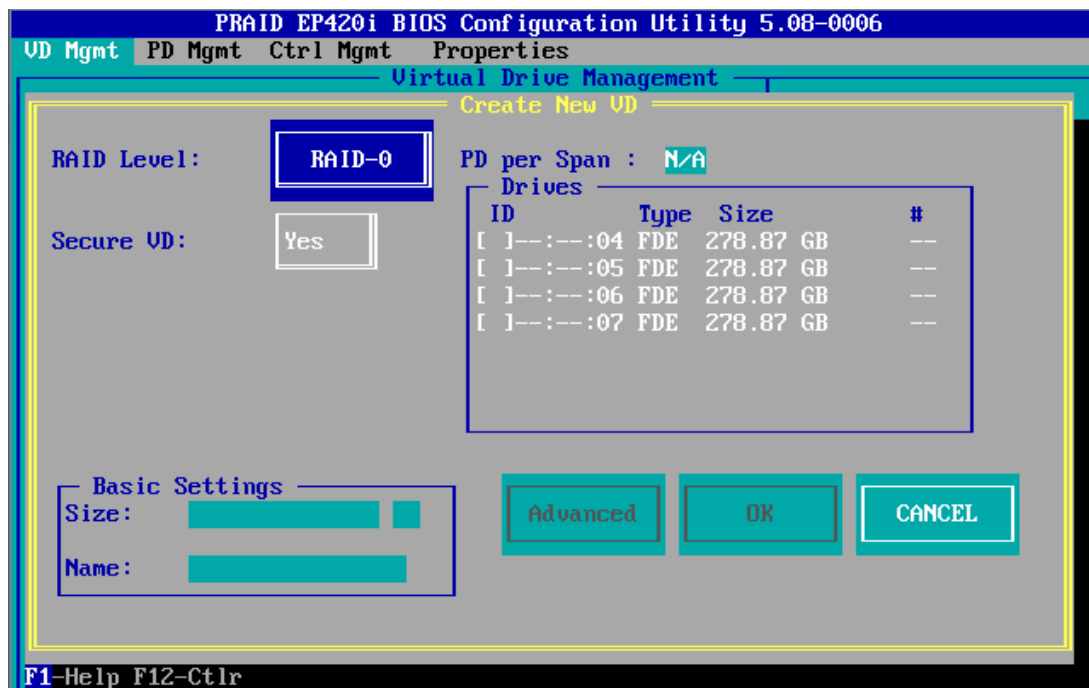 PRAID EP420i BIOS Configuration Utility 5.08-0006
VD Mgmt PD Mgmt Ctrl Mgmt Properties
Virtual Drive Management
Create New VD
RAID Level: RAID-0 PD per Span : N/A
Drives
ID Type Size #
Secure VD: Yes
[ ]--:--:04 FDE 278.87 GB --
[ ]--:--:05 FDE 278.87 GB --
[ ]--:--:06 FDE 278.87 GB --
[ ]--:--:07 FDE 278.87 GB --
Basic Settings
Size:
Name:
Advanced OK CANCEL
F1-Help F12-Ctlr